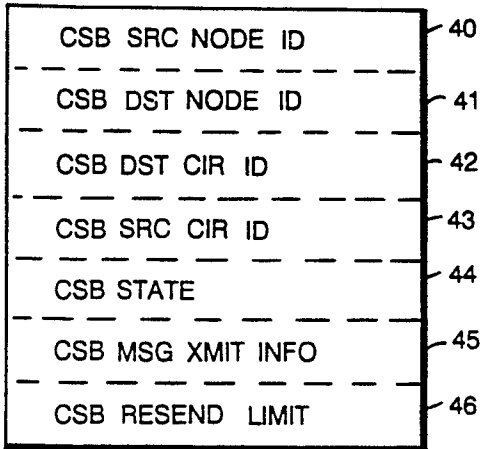 CSB SRC NODE ID 40
CSB DST NODE ID 41
CSB DST CIR ID 42
CSB SRC CIR ID 43
CSB STATE 44
CSB MSG XMIT INFO 45
CSB RESEND LIMIT 46